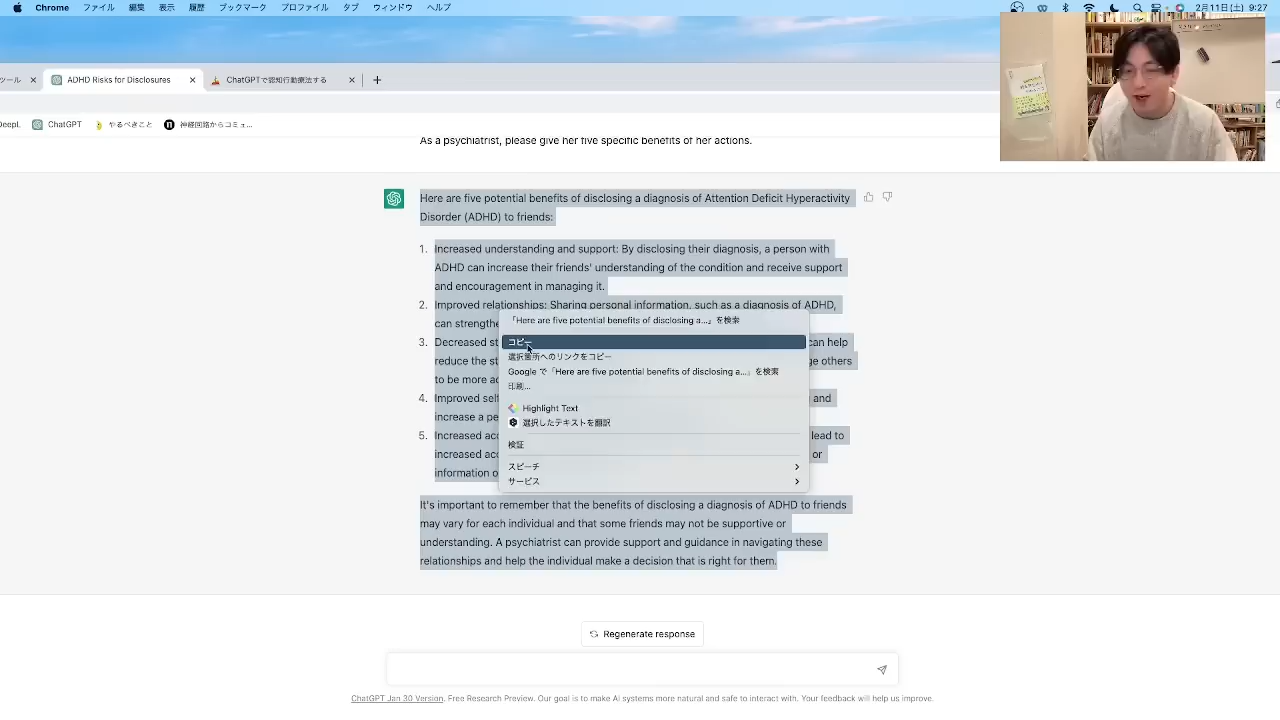 Chrome ファイル 編集 表示 履歴 ブックマーク プロファイル タブ ウィンドウ ヘルプ 2月11日(土) 9:27
ツール ADHD Risks for Disclosures ChatGPTで認知行動療法する
DeepL ChatGPT やるべきこと 神経回路からコミュ...
As a psychiatrist, please give her five specific benefits of her actions.
Here are five potential benefits of disclosing a diagnosis of Attention Deficit Hyperactivity
Disorder (ADHD) to friends:
1. Increased understanding and support: By disclosing their diagnosis, a person with
ADHD can increase their friends' understanding of the condition and receive support
and encouragement in managing it.
2. Improved relationships: Sharing personal information, such as a diagnosis of ADHD,
can strengthe
「Here are five potential benefits of disclosing a...」を検索
3. Decreased st can help
コピー
選択箇所へのリンクをコピー
reduce the st ge others
Google で「Here are five potential benefits of disclosing a...」を検索
to be more ac
印刷...
4. Improved self and
Highlight Text
increase a pe
選択したテキストを翻訳
5. Increased acc lead to
検証
increased acc or
スピーチ
information o
サービス
It's important to remember that the benefits of disclosing a diagnosis of ADHD to friends
may vary for each individual and that some friends may not be supportive or
understanding. A psychiatrist can provide support and guidance in navigating these
relationships and help the individual make a decision that is right for them.
Regenerate response
ChatGPT Jan 30 Version. Free Research Preview. Our goal is to make AI systems more natural and safe to interact with. Your feedback will help us improve.